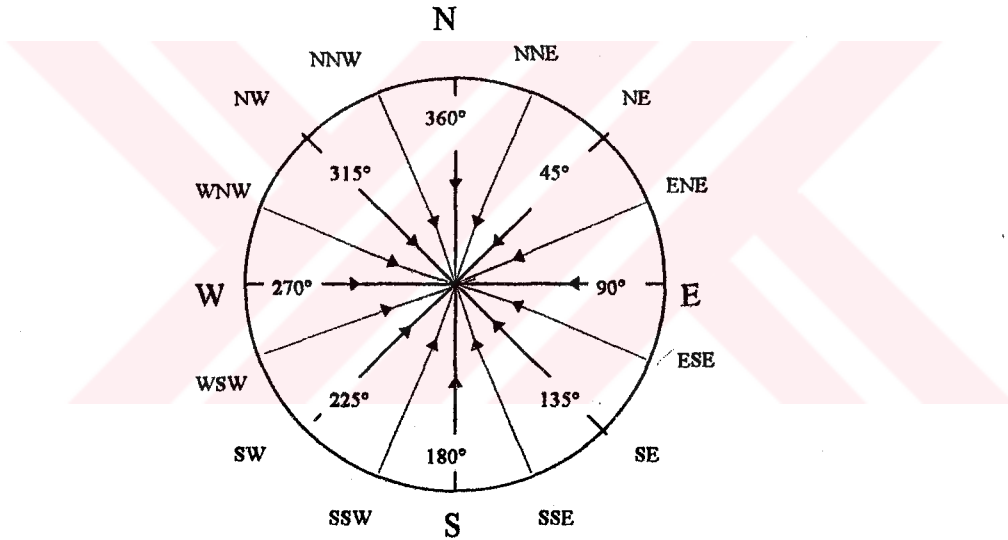 N
NNW
NNE
NW
NE
360°
315°
45°
WNW
ENE
W
270°
90°
E
WSW
ESE
225°
135°
SW
180°
SE
SSW
SSE
S